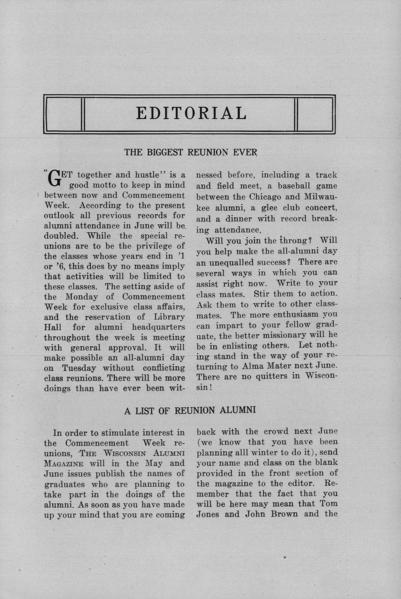 EDITORIAL
THE BIGGEST REUNION EVER
"GET together and hustle" is a
good motto to keep in mind
between now and Commencement
Week. According to the present
outlook all previous records for
alumni attendance in June will be
doubled. While the special re-
unions are to be the privilege of
the classes whose years end in '1
or '6, this does by no means imply
that activities will be limited to
these classes. The setting aside
of the Monday of Commencement
Week for exclusive class affairs,
and the reservation of Library
Hall for alumni headquarters
throughout the week is meeting
with general approval. It will
make possible an all-alumni day
on Tuesday without conflicting
class reunions. There will be more
doings than have ever been wit-
nessed before, including a track
and field meet, a baseball game
between the Chicago and Milwau-
kee alumni, a glee club concert,
and a dinner with record break-
ing attendance.
Will you join the throng? Will
you help make the all-alumni day
an unequalled success? There are
several ways in which you can
assist right now. Write to your
class mates. Stir them to action.
Ask them to write to other class-
mates. The more enthusiasm you
can impart to your fellow grad-
uate, the better missionary will he
be in enlisting others. Let noth-
ing stand in the way of your re-
turning to Alma Mater next June.
There are no quitters in Wiscon-
sin!
A LIST OF REUNION ALUMNI
In order to stimulate interest in
the Commencement Week re-
unions, THE WISCONSIN ALUMNI
MAGAZINE will in the May and
June issues publish the names of
graduates who are planning to
take part in the doings of the
alumni. As soon as you have made
up your mind that you are coming
back with the crowd next June
(we know that you have been
planning alll winter to do it), send
your name and class on the blank
provided in the front section of
the magazine to the editor. Re-
member that the fact that you
will be here may mean that Tom
Jones and John Brown and the